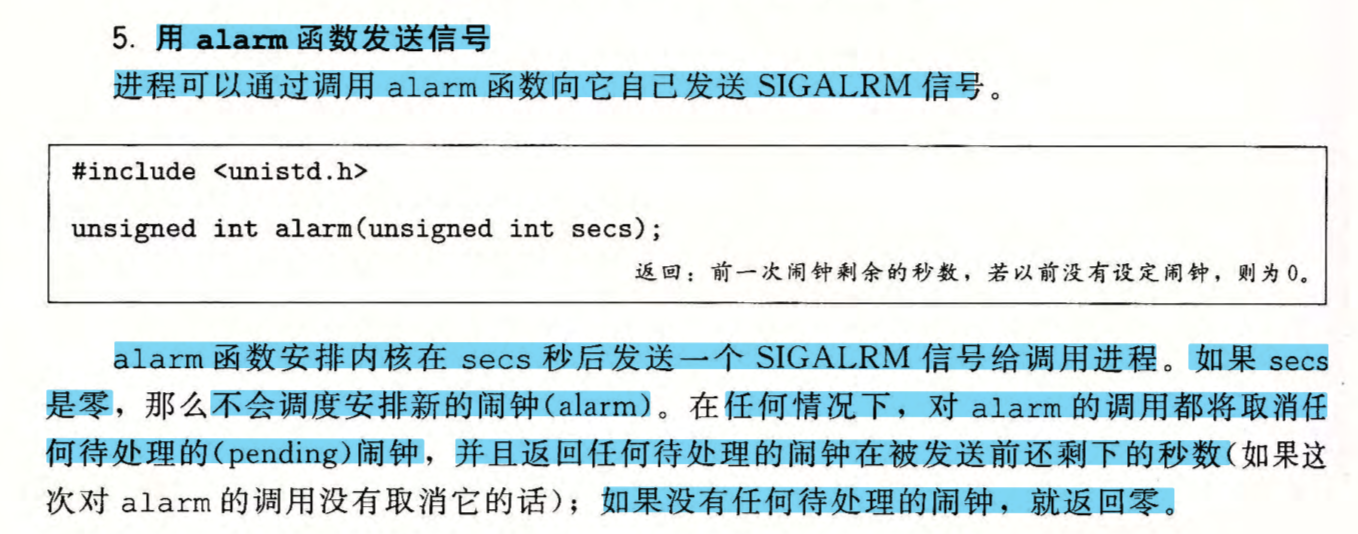 5. 用 alarm 函数发送信号
进程可以通过调用 alarm 函数向它自己发送 SIGALRM 信号。
#include <unistd.h>
unsigned int alarm(unsigned int secs);
返回：前一次闹钟剩余的秒数，若以前没有设定闹钟，则为0。
alarm 函数安排内核在 secs 秒后发送一个 SIGALRM 信号给调用进程。如果 secs
是零，那么不会调度安排新的闹钟(alarm)。在任何情况下，对 alarm 的调用都将取消任
何待处理的(pending)闹钟，并且返回任何待处理的闹钟在被发送前还剩下的秒数(如果这
次对 alarm 的调用没有取消它的话)；如果没有任何待处理的闹钟，就返回零。